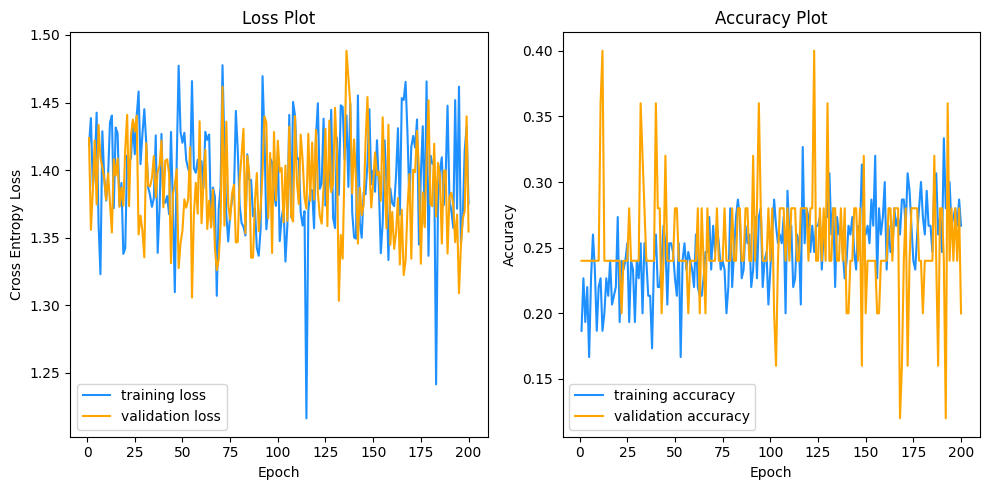 Loss Plot
Cross Entropy Loss
1.50
1.45
1.40
1.35
1.30
1.25
training loss
validation loss
0 25 50 75 100 125 150 175 200
Epoch
Accuracy Plot
Accuracy
0.40
0.35
0.30
0.25
0.20
0.15
training accuracy
validation accuracy
0 25 50 75 100 125 150 175 200
Epoch